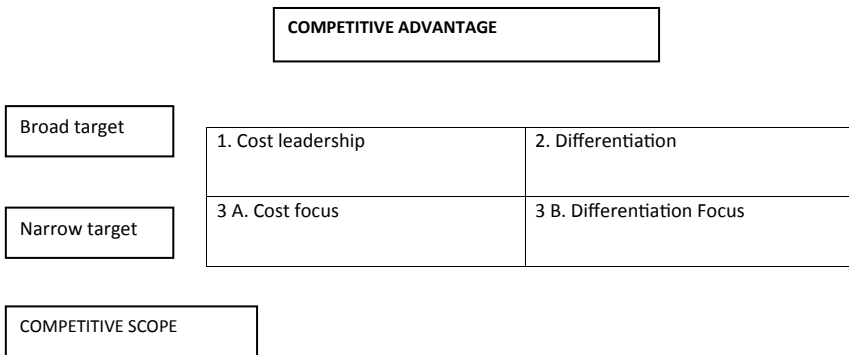 COMPETITIVE ADVANTAGE
Broad target
1. Cost leadership
2. Differentiation
Narrow target
3 A. Cost focus
3 B. Differentiation Focus
COMPETITIVE SCOPE